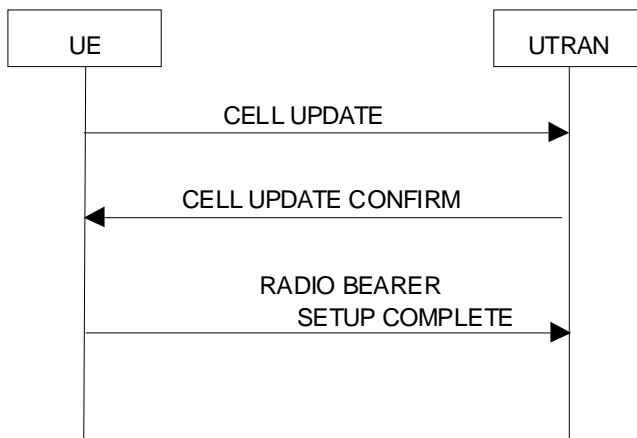 UE
UTRAN
CELL UPDATE
CELL UPDATE CONFIRM
RADIO BEARER
SETUP COMPLETE